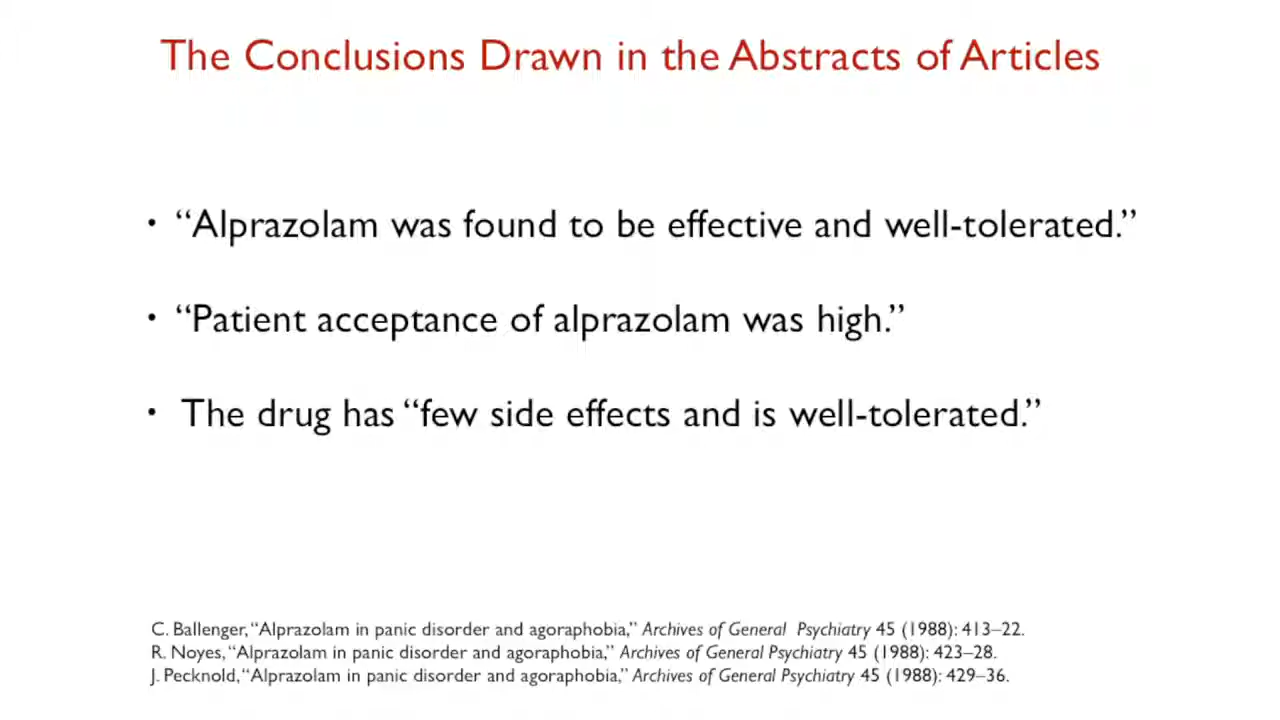 The Conclusions Drawn in the Abstracts of Articles
• “Alprazolam was found to be effective and well-tolerated.”
• “Patient acceptance of alprazolam was high.”
• The drug has “few side effects and is well-tolerated.”
C. Ballenger, “Alprazolam in panic disorder and agoraphobia,” Archives of General Psychiatry 45 (1988): 413–22.
R. Noyes, “Alprazolam in panic disorder and agoraphobia,” Archives of General Psychiatry 45 (1988): 423–28.
J. Pecknold, “Alprazolam in panic disorder and agoraphobia,” Archives of General Psychiatry 45 (1988): 429–36.